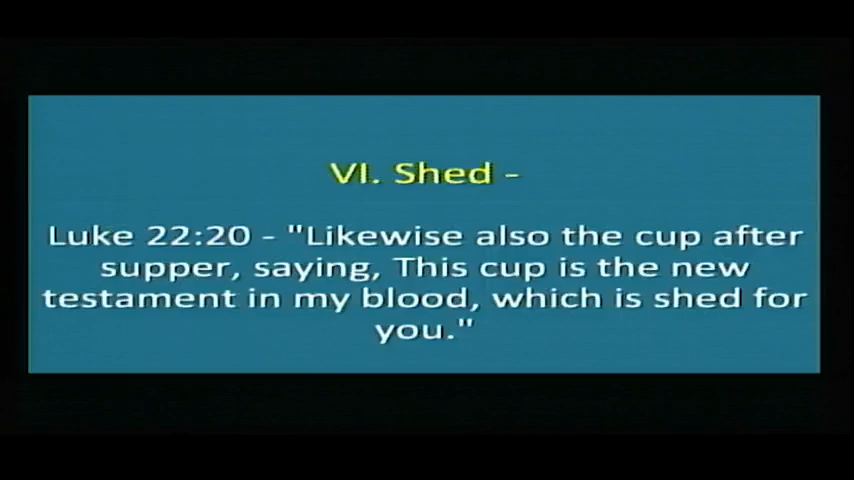 VI. Shed -
Luke 22:20 - "Likewise also the cup after
supper, saying, This cup is the new
testament in my blood, which is shed for
you."